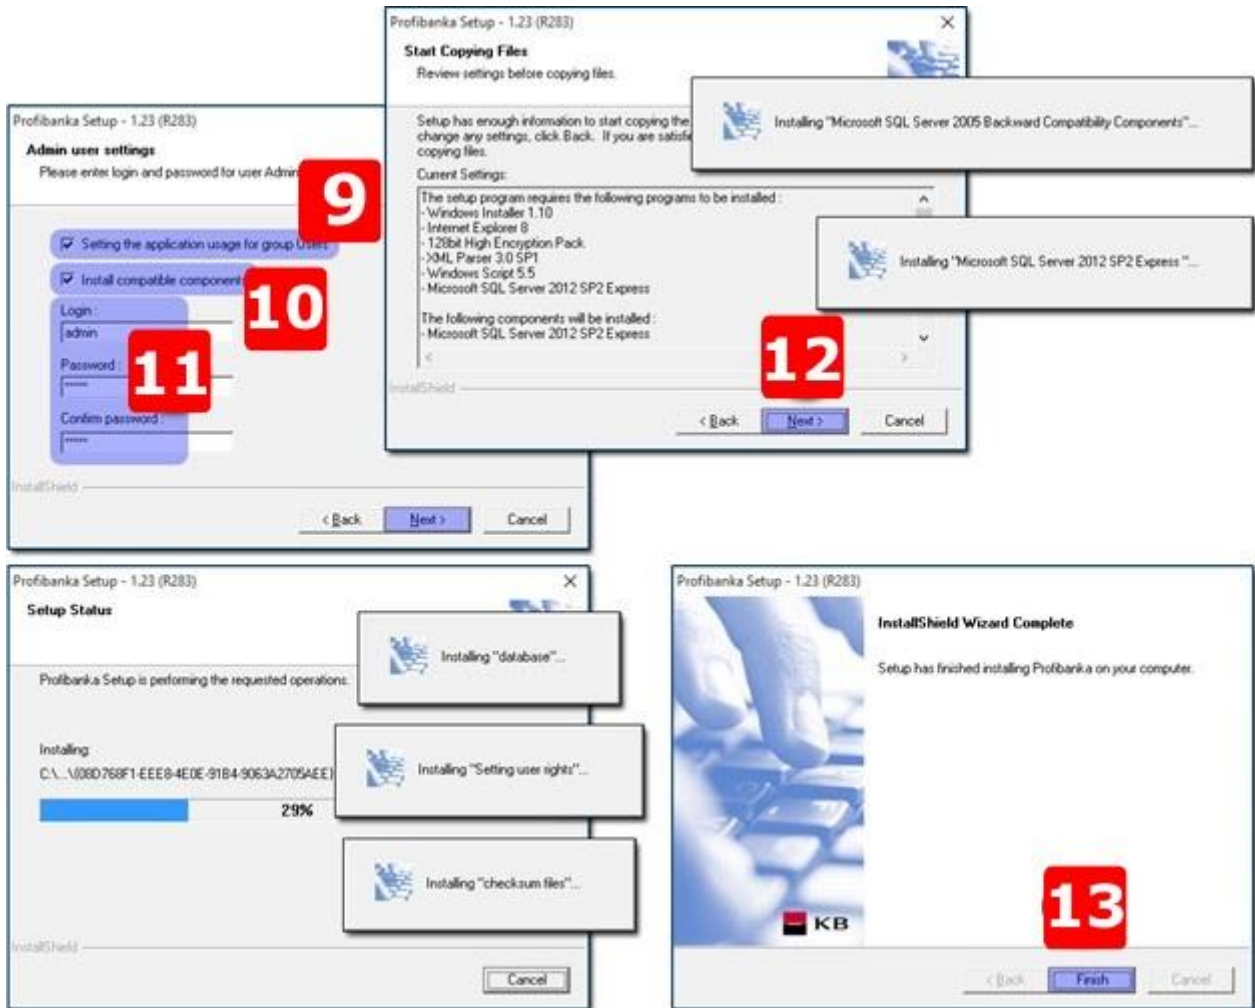 Profibanka Setup - 1.23 (R283)
Admin user settings
Please enter login and password for user Admin
9
Setting the application usage for group Users
Install compatible components
10
Login :
admin
11
Password :
*****
Confirm password :
*****
InstallShield
< Back
Next >
Cancel
Profibanka Setup - 1.23 (R283)
Start Copying Files
Review settings before copying files.
Setup has enough information to start copying the
change any settings, click Back. If you are satisfie
copying files.
Current Settings:
The setup program requires the following programs to be installed :
- Windows Installer 1.10
- Internet Explorer 8
- 128bit High Encryption Pack
- XML Parser 3.0 SP1
- Windows Script 5.5
- Microsoft SQL Server 2012 SP2 Express
The following components will be installed :
- Microsoft SQL Server 2012 SP2 Express
12
InstallShield
< Back
Next >
Cancel
Installing "Microsoft SQL Server 2005 Backward Compatibility Components"...
Installing "Microsoft SQL Server 2012 SP2 Express "...
Profibanka Setup - 1.23 (R283)
Setup Status
Profibanka Setup is performing the requested operations.
Installing:
C:\...\{08D768F1-EEE8-4E0E-91B4-9063A2705AEE}
29%
InstallShield
Cancel
Installing "database"...
Installing "Setting user rights"...
Installing "checksum files"...
Profibanka Setup - 1.23 (R283)
InstallShield Wizard Complete
Setup has finished installing Profibanka on your computer.
KB
13
< Back
Finish
Cancel